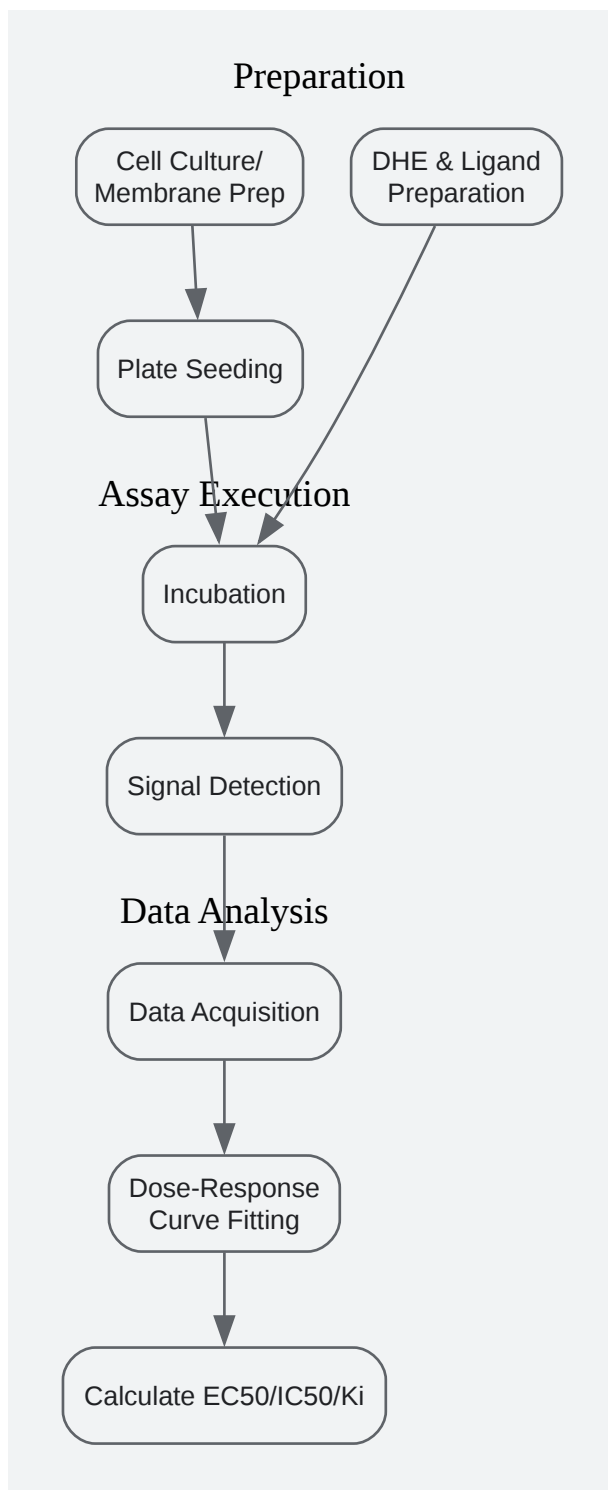 Preparation
Cell Culture/
Membrane Prep
DHE & Ligand
Preparation
Plate Seeding
Assay Execution
Incubation
Signal Detection
Data Analysis
Data Acquisition
Dose-Response
Curve Fitting
Calculate EC50/IC50/Ki